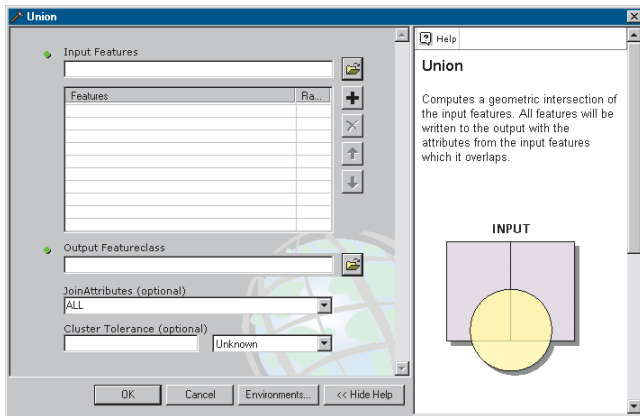 Union
Input Features
Features
Ra...
Output Featureclass
JoinAttributes (optional)
ALL
Cluster Tolerance (optional)
Unknown
OK
Cancel
Environments...
<< Hide Help
Help
Union
Computes a geometric intersection of
the input features. All features will be
written to the output with the
attributes from the input features
which it overlaps.
INPUT